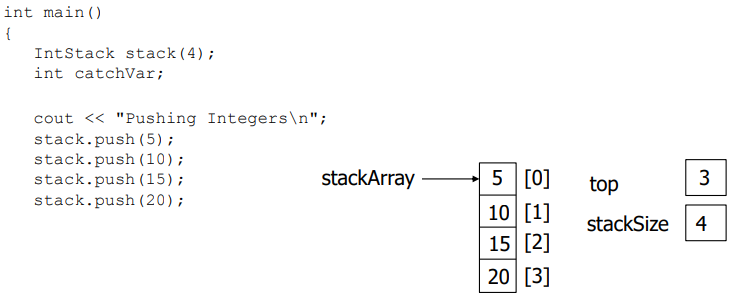 int main()
{
IntStack stack(4);
int catchVar;
cout << "Pushing Integers\n";
stack.push(5);
stack.push(10);
stack.push(15);
stack.push(20);
stackArray 5 [0] top 3
10 [1] stackSize 4
15 [2]
20 [3]